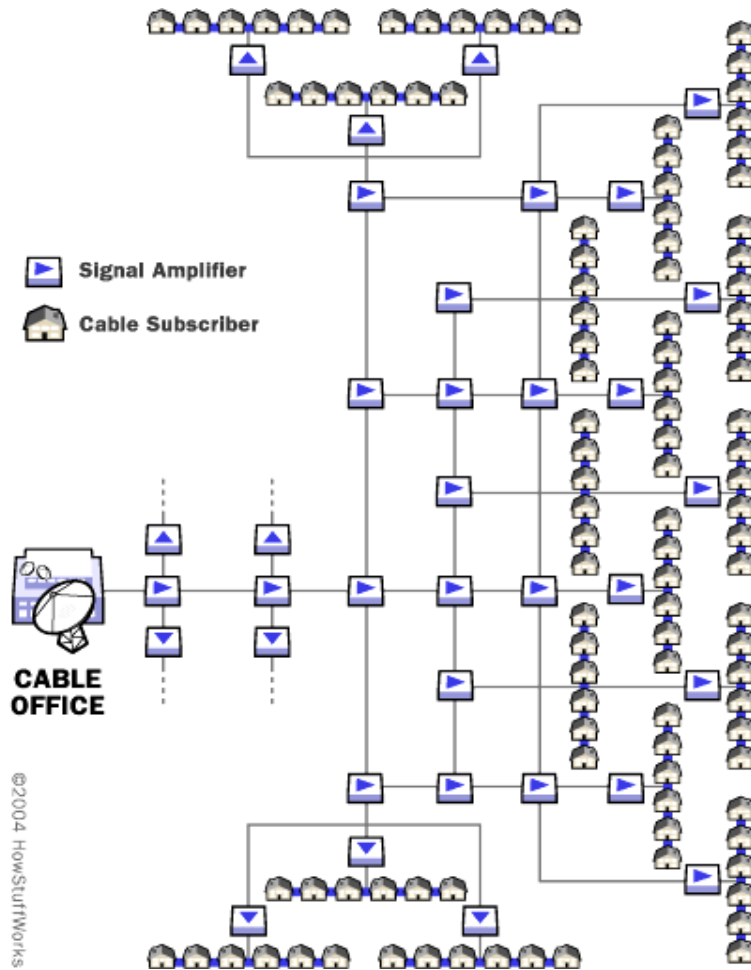 Signal Amplifier
Cable Subscriber
CABLE
OFFICE
©2004 HowStuffWorks